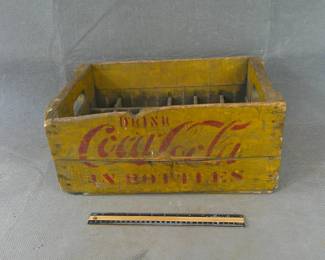 DRINK
Coca-Cola
IN BOTTLES